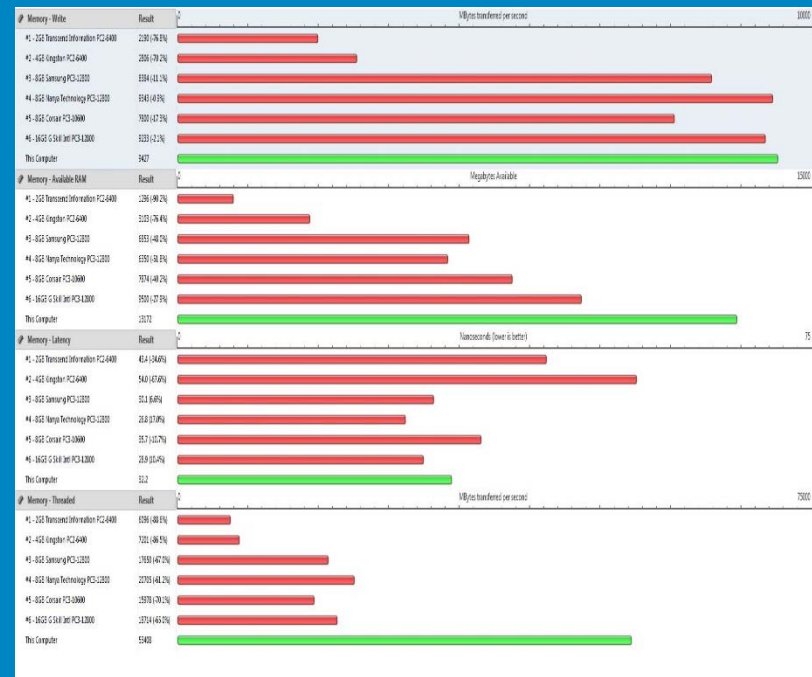 Memory - Write Result 0 MBytes transferred per second 10000
#1 - 2GB Transcend Information PC2-6400 2190 (-76.8%)
#2 - 4GB Kingston PC2-6400 2806 (-70.2%)
#3 - 8GB Samsung PC3-12800 8384 (-11.1%)
#4 - 8GB Nanya Technology PC3-12800 9343 (-0.9%)
#5 - 8GB Corsair PC3-10600 7800 (-17.3%)
#6 - 16GB G Skill Intl PC3-12800 9233 (-2.1%)
This Computer 9427
Memory - Available RAM Result 0 Megabytes Available 15000
#1 - 2GB Transcend Information PC2-6400 1296 (-90.2%)
#2 - 4GB Kingston PC2-6400 3103 (-76.4%)
#3 - 8GB Samsung PC3-12800 6853 (-48.0%)
#4 - 8GB Nanya Technology PC3-12800 6350 (-51.8%)
#5 - 8GB Corsair PC3-10600 7874 (-40.2%)
#6 - 16GB G Skill Intl PC3-12800 9500 (-27.9%)
This Computer 13172
Memory - Latency Result 0 Nanoseconds (lower is better) 75
#1 - 2GB Transcend Information PC2-6400 43.4 (-34.6%)
#2 - 4GB Kingston PC2-6400 54.0 (-67.6%)
#3 - 8GB Samsung PC3-12800 30.1 (6.6%)
#4 - 8GB Nanya Technology PC3-12800 26.8 (17.0%)
#5 - 8GB Corsair PC3-10600 35.7 (-10.7%)
#6 - 16GB G Skill Intl PC3-12800 28.9 (10.4%)
This Computer 32.2
Memory - Threaded Result 0 MBytes transferred per second 75000
#1 - 2GB Transcend Information PC2-6400 6096 (-88.6%)
#2 - 4GB Kingston PC2-6400 7201 (-86.5%)
#3 - 8GB Samsung PC3-12800 17650 (-67.0%)
#4 - 8GB Nanya Technology PC3-12800 20705 (-61.2%)
#5 - 8GB Corsair PC3-10600 15978 (-70.1%)
#6 - 16GB G Skill Intl PC3-12800 18714 (-65.0%)
This Computer 53408